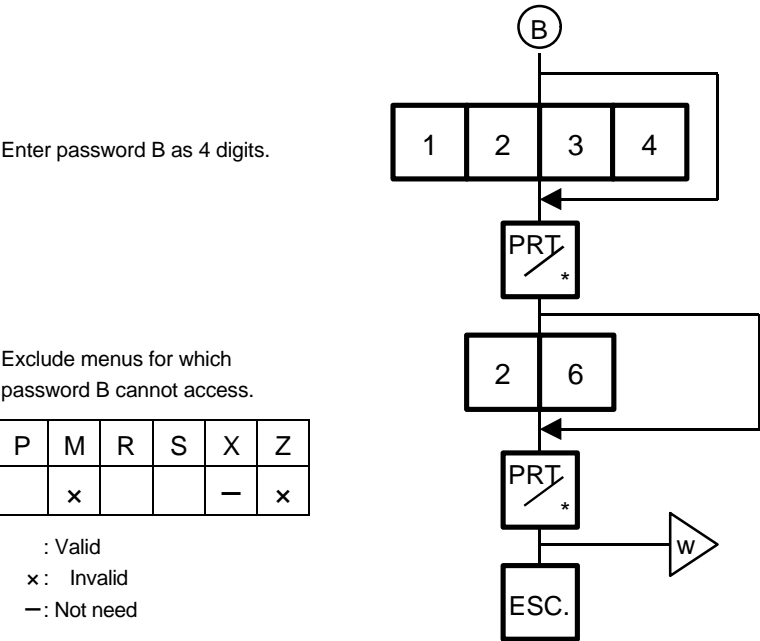 B
Enter password B as 4 digits.
1 2 3 4
PRT *
Exclude menus for which
password B cannot access.
2 6
P M R S X Z
× − ×
PRT *
: Valid
×: Invalid
−: Not need
w
ESC.